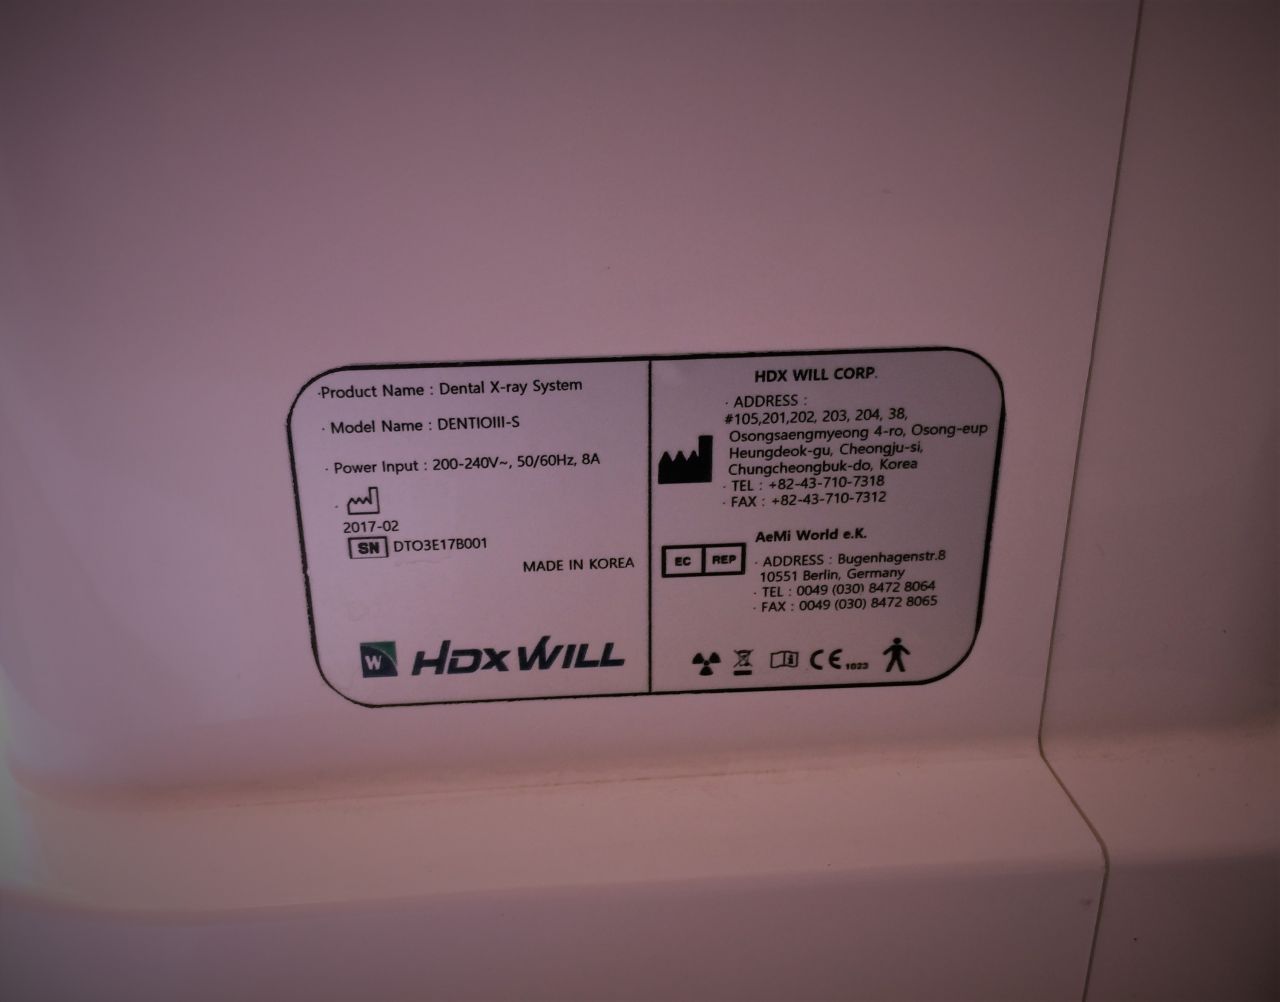 ·Product Name : Dental X-ray System
· Model Name : DENTIOIII-S
· Power Input : 200-240V~, 50/60Hz, 8A
·
2017-02
SN DTO3E17B001
MADE IN KOREA
W HDX WILL
HDX WILL CORP.
· ADDRESS :
#105,201,202, 203, 204, 38,
Osongsaengmyeong 4-ro, Osong-eup
Heungdeok-gu, Cheongju-si,
Chungcheongbuk-do, Korea
· TEL : +82-43-710-7318
· FAX : +82-43-710-7312
AeMi World e.K.
EC REP
· ADDRESS : Bugenhagenstr.8
10551 Berlin, Germany
· TEL : 0049 (030) 8472 8064
· FAX : 0049 (030) 8472 8065
CE 1023